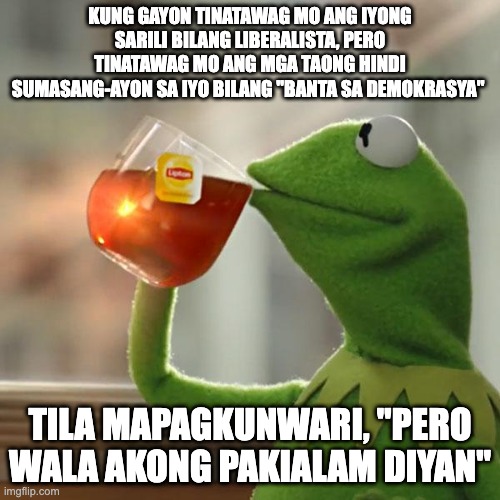 KUNG GAYON TINATAWAG MO ANG IYONG
SARILI BILANG LIBERALISTA, PERO
TINATAWAG MO ANG MGA TAONG HINDI
SUMASANG-AYON SA IYO BILANG "BANTA SA DEMOKRASYA"
Lipton
TILA MAPAGKUNWARI, "PERO
WALA AKONG PAKIALAM DIYAN"
imgflip.com